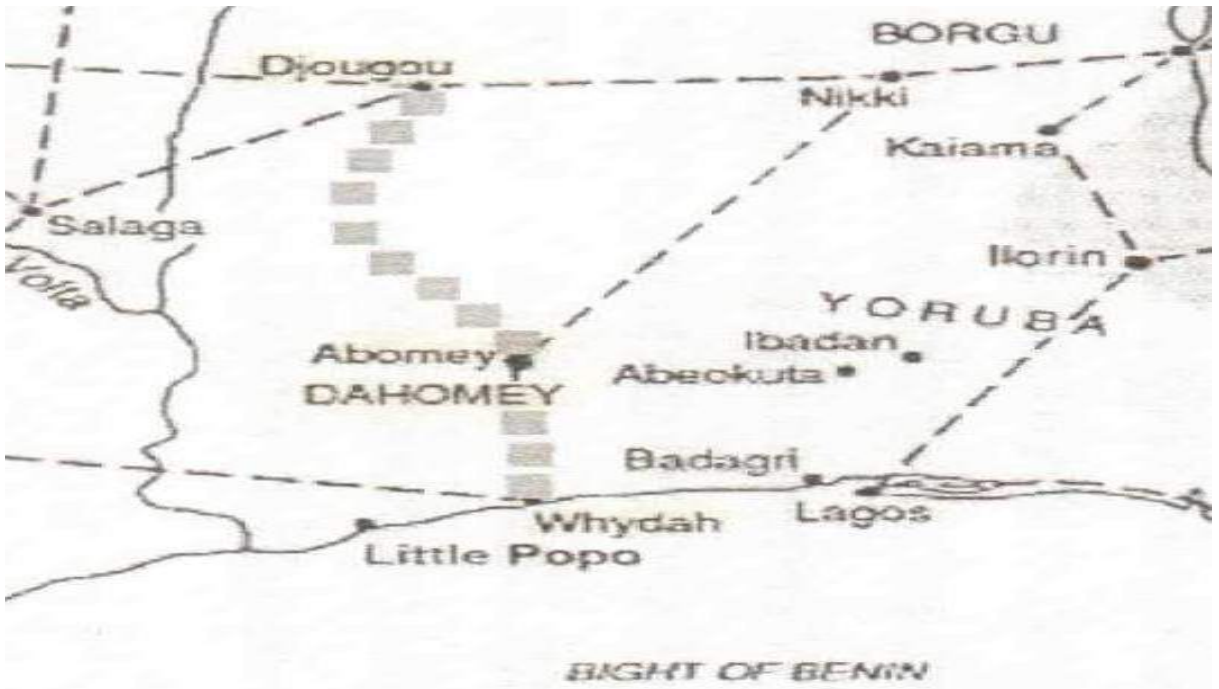 BORGU
Djougou
Nikki
Kaiama
Salaga
Volta
Ilorin
YORUBA
Ibadan
Abomey
Abeokuta
DAHOMEY
Badagri
Lagos
Whydah
Little Popo
BIGHT OF BENIN